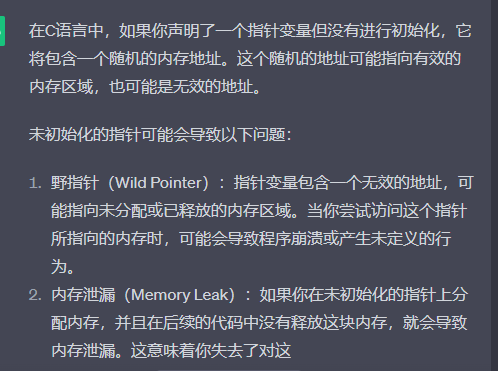 在C语言中，如果你声明了一个指针变量但没有进行初始化，它
将包含一个随机的内存地址。这个随机的地址可能指向有效的
内存区域，也可能是无效的地址。
未初始化的指针可能会导致以下问题：
1. 野指针（Wild Pointer）：指针变量包含一个无效的地址，可
能指向未分配或已释放的内存区域。当你尝试访问这个指针
所指向的内存时，可能会导致程序崩溃或产生未定义的行
为。
2. 内存泄漏（Memory Leak）：如果你在未初始化的指针上分
配内存，并且在后续的代码中没有释放这块内存，就会导致
内存泄漏。这意味着你失去了对这